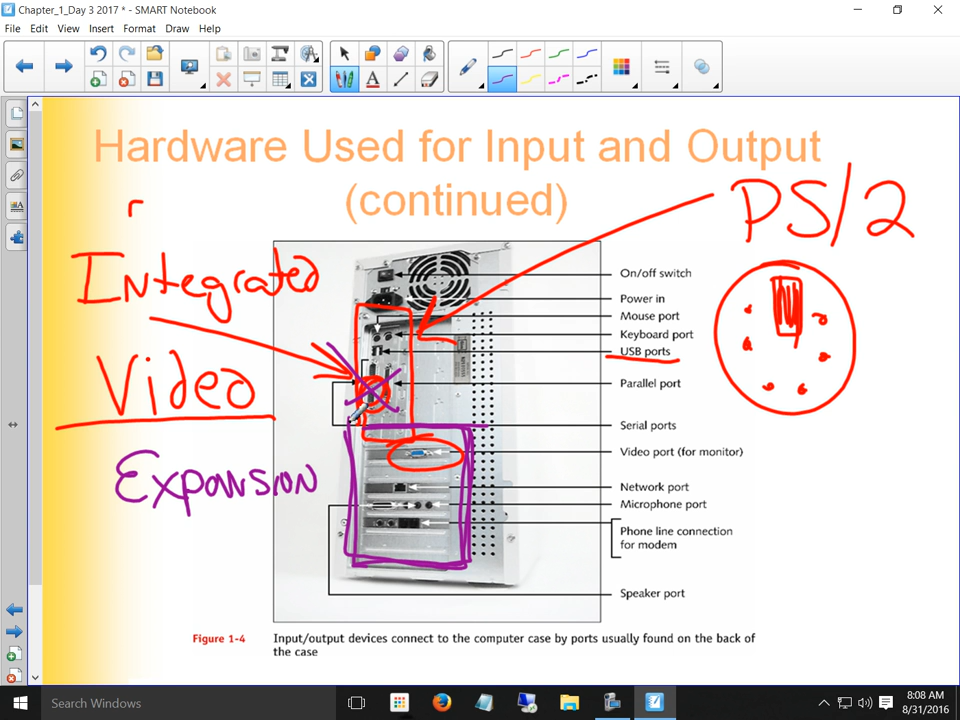 Chapter_1_Day 3 2017 * - SMART Notebook
File Edit View Insert Format Draw Help
Hardware Used for Input and Output
(continued)
PS/2
Integrated
Video
Expansion
On/off switch
Power in
Mouse port
Keyboard port
USB ports
Parallel port
Serial ports
Video port (for monitor)
Network port
Microphone port
Phone line connection
for modem
Speaker port
Figure 1-4 Input/output devices connect to the computer case by ports usually found on the back of
the case
Search Windows
8:08 AM
8/31/2016